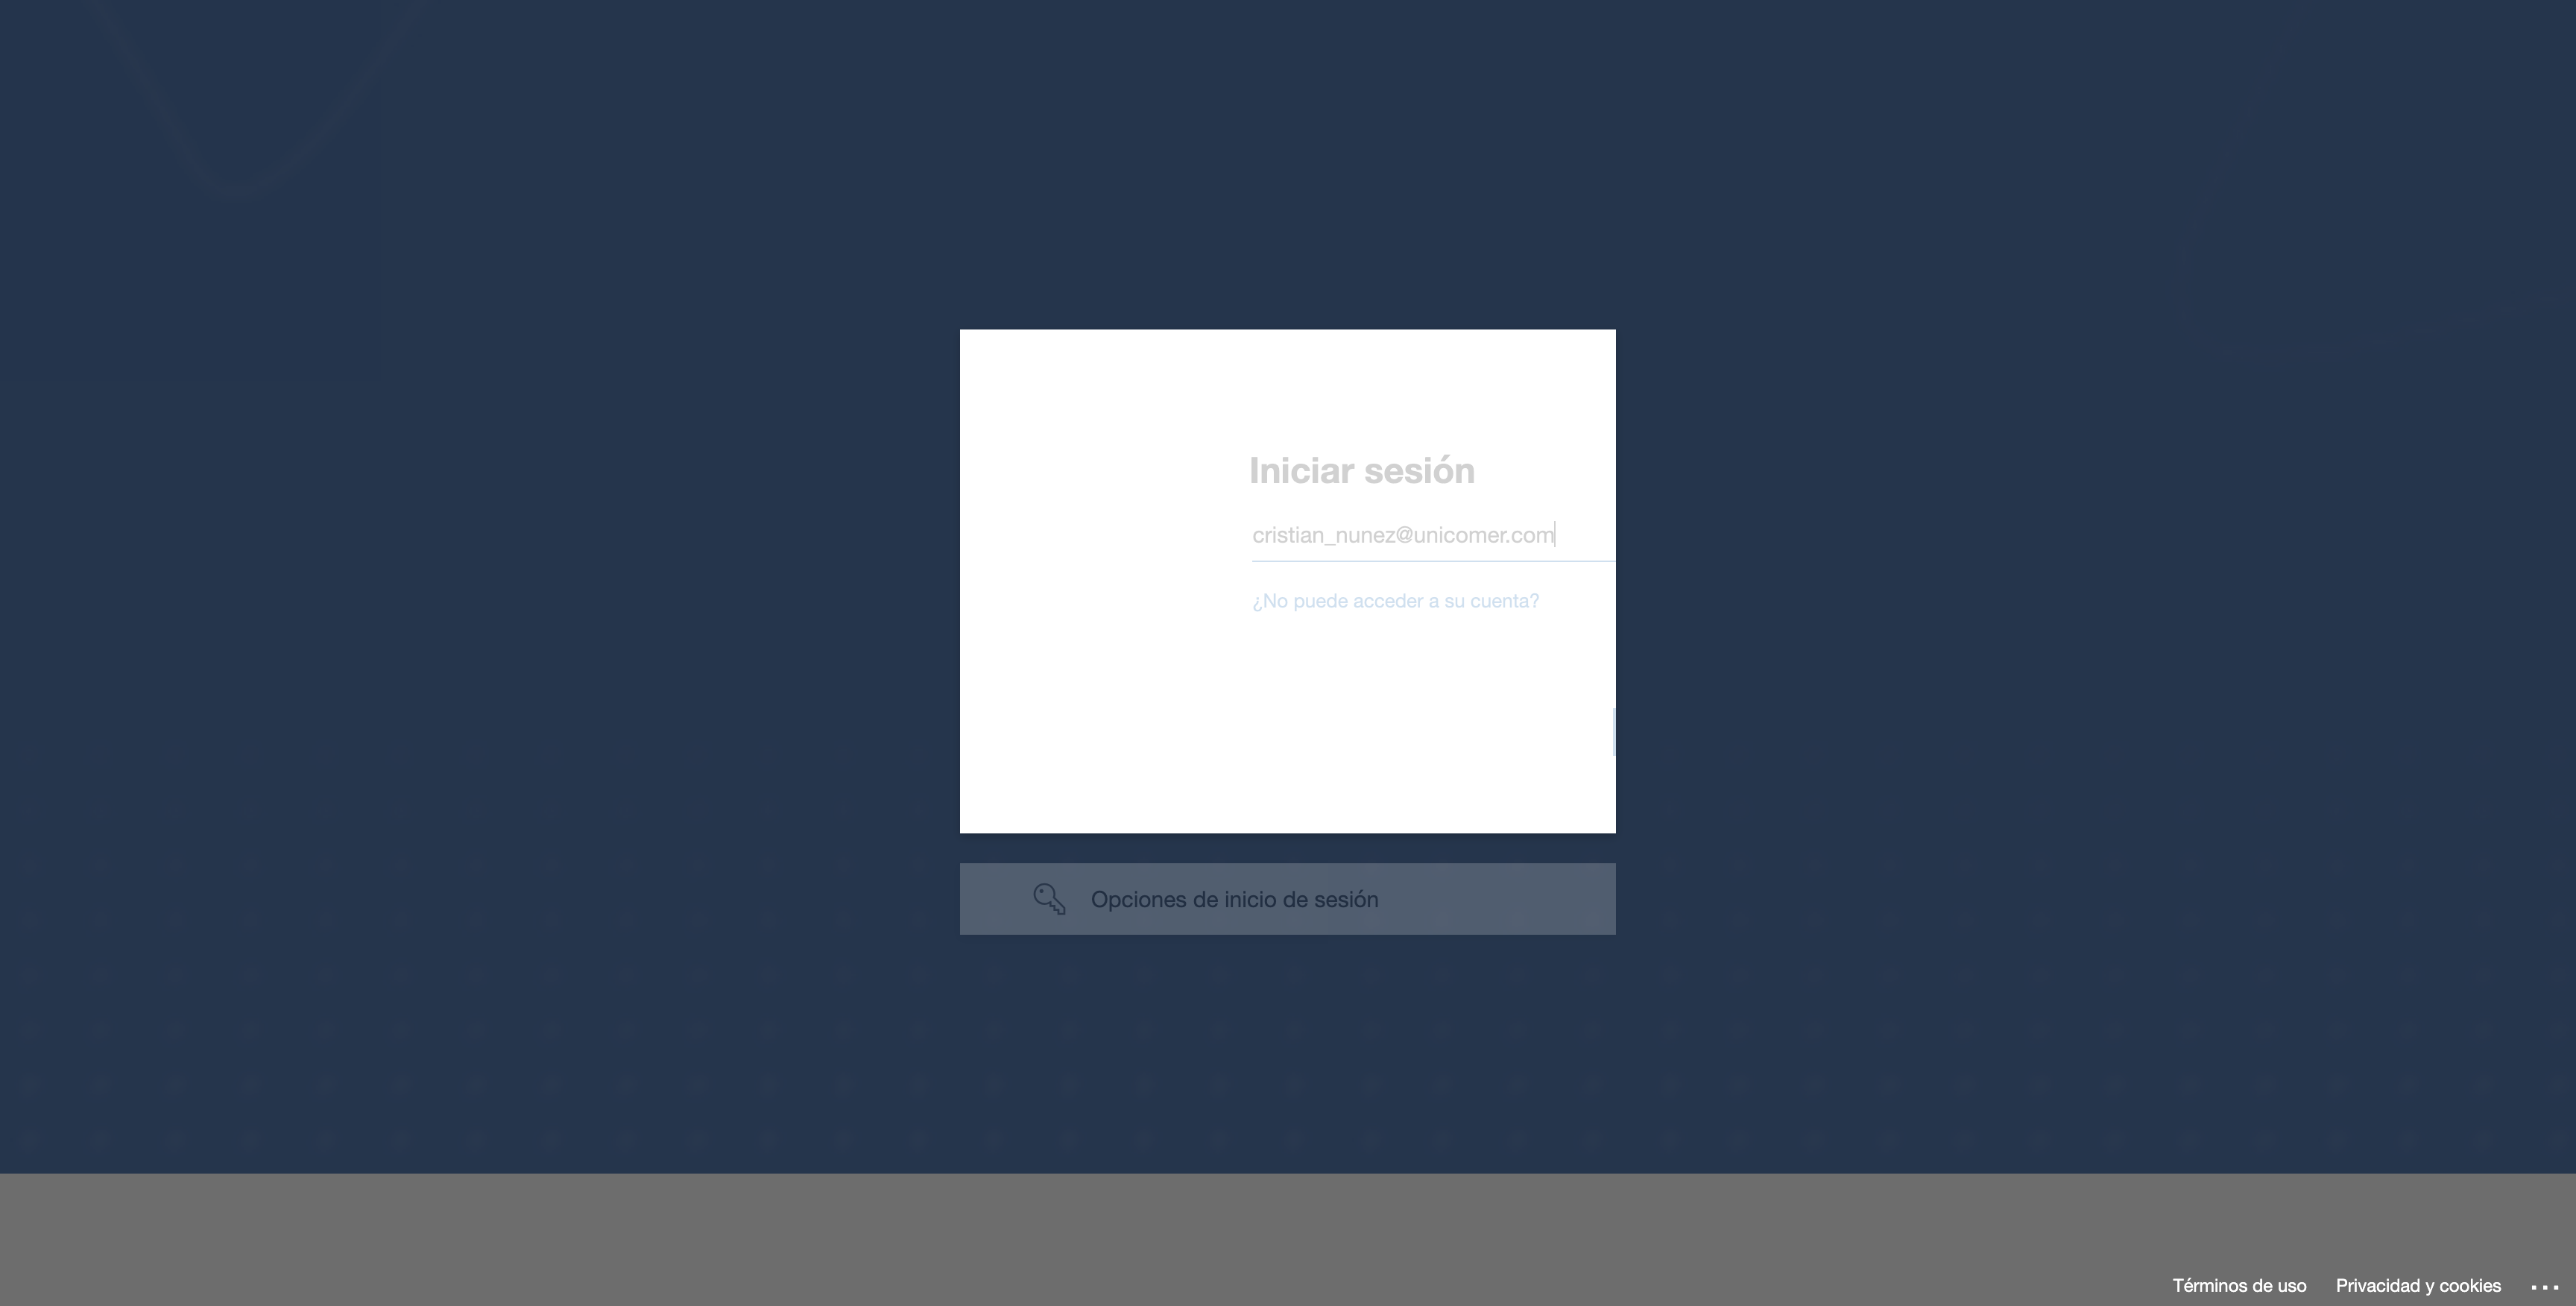 Iniciar sesión
cristian_nunez@unicomer.com
¿No puede acceder a su cuenta?
Opciones de inicio de sesión
Términos de uso Privacidad y cookies ...